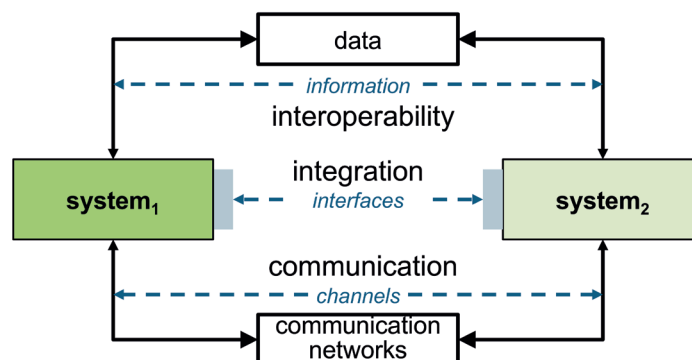 data
information
interoperability
integration
system₁
interfaces
system₂
communication
channels
communication
networks